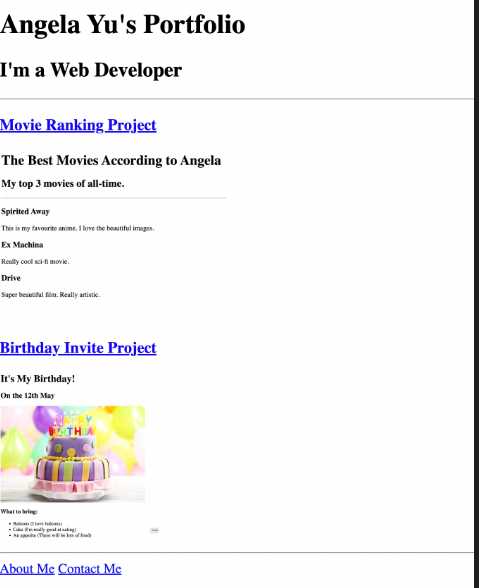 Angela Yu's Portfolio
I'm a Web Developer
Movie Ranking Project
The Best Movies According to Angela
My top 3 movies of all-time.
Spirited Away
This is my favourite anime. I love the beautiful images.
Ex Machina
Really cool sci-fi movie.
Drive
Super beautiful film. Really artistic.
Birthday Invite Project
It's My Birthday!
On the 12th May
HAPPY
BIRTHDAY
What to bring:
Baloons (I love baloons)
Cake (I'm really good at eating)
An appetite (There will be lots of food)
About Me Contact Me